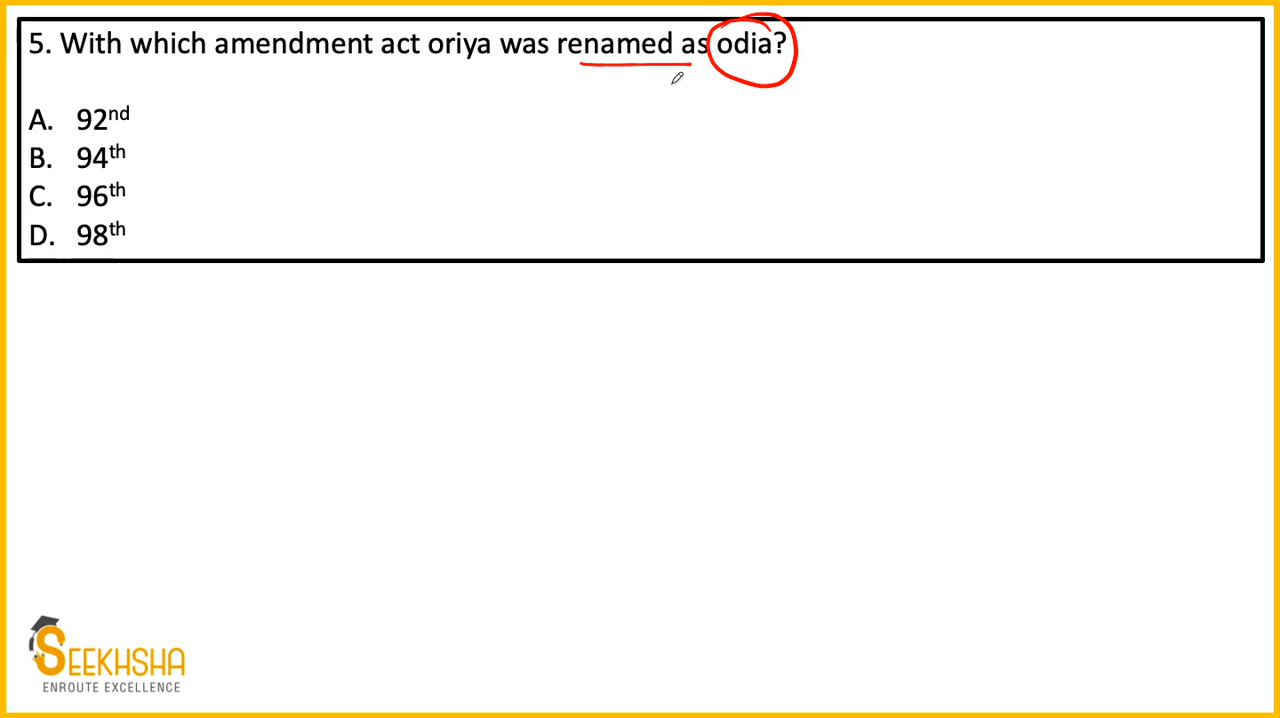 5. With which amendment act oriya was renamed as odia?
A. 92nd
B. 94th
C. 96th
D. 98th
SEEKHSHA
ENROUTE EXCELLENCE